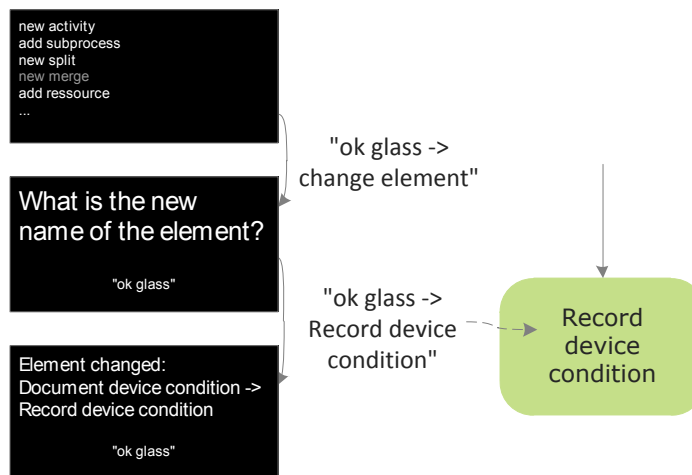 new activity
add subprocess
new split
new merge
add ressource
...
"ok glass ->
change element"
What is the new
name of the element?
"ok glass"
"ok glass ->
Record device
condition"
Record
device
condition
Element changed:
Document device condition ->
Record device condition
"ok glass"